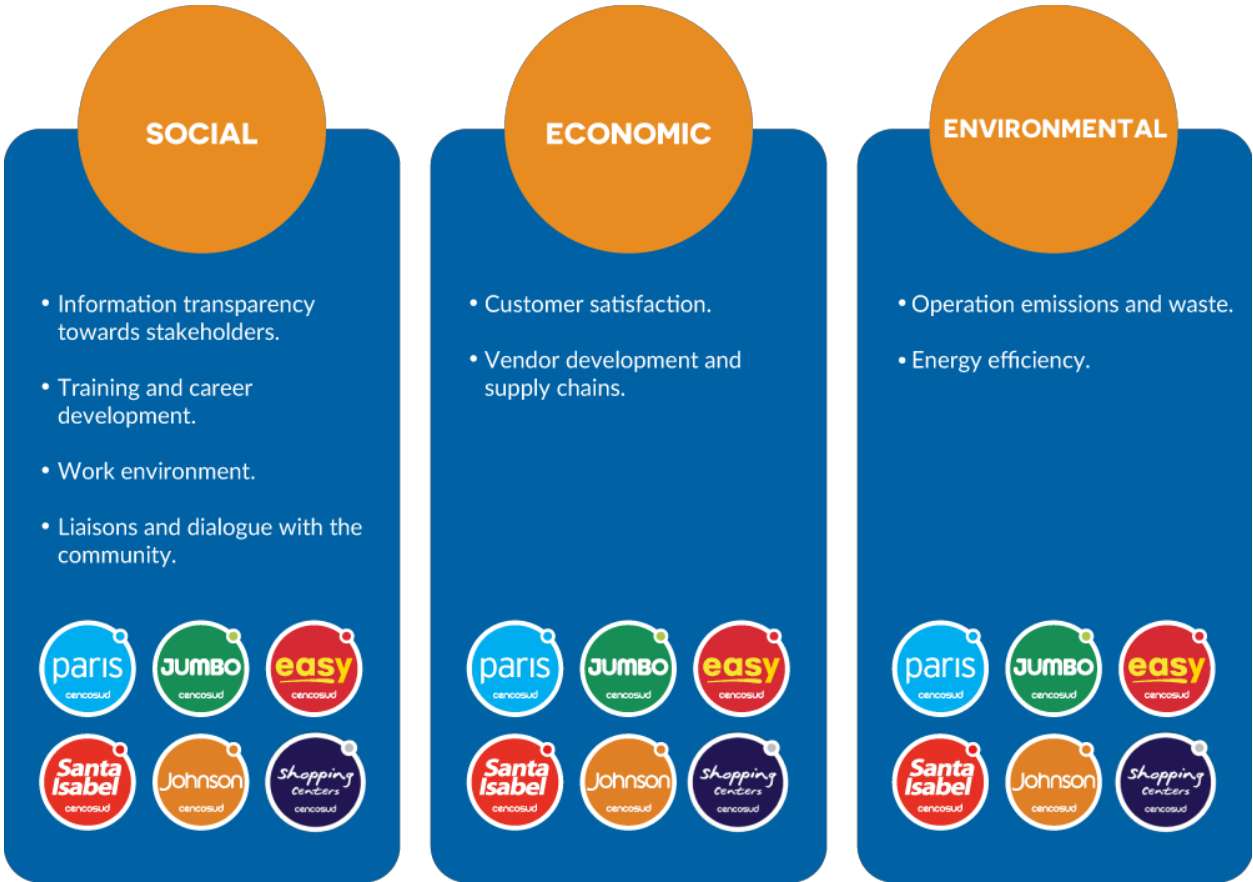 SOCIAL
• Information transparency
towards stakeholders.
• Training and career
development.
• Work environment.
• Liaisons and dialogue with the
community.
paris
cencosud
JUMBO
cencosud
easy
cencosud
Santa
Isabel
cencosud
Johnson
cencosud
Shopping
Centers
cencosud
ECONOMIC
• Customer satisfaction.
• Vendor development and
supply chains.
paris
cencosud
JUMBO
cencosud
easy
cencosud
Santa
Isabel
cencosud
Johnson
cencosud
Shopping
Centers
cencosud
ENVIRONMENTAL
• Operation emissions and waste.
• Energy efficiency.
paris
cencosud
JUMBO
cencosud
easy
cencosud
Santa
Isabel
cencosud
Johnson
cencosud
Shopping
Centers
cencosud